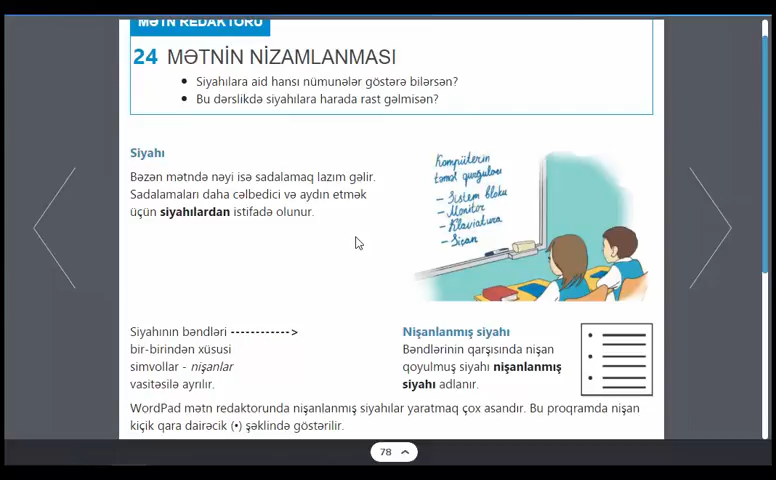 MƏTN REDAKTORU
24 MƏTNİN NİZAMLANMASI
• Siyahılara aid hansı nümunələr göstərə bilərsən?
• Bu dərslikdə siyahılara harada rast gəlmisən?
Siyahı
Bəzən mətndə nəyi isə sadalamaq lazım gəlir.
Sadalamaları daha cəlbedici və aydın etmək
üçün siyahılardan istifadə olunur.
Kompüterin
təməl qurğuları
– Sistem bloku
– Monitor
– Klaviatura
– Siçan
Siyahının bəndləri ------------>
bir-birindən xüsusi
simvollar - nişanlar
vasitəsilə ayrılır.
Nişanlanmış siyahı
Bəndlərinin qarşısında nişan
qoyulmuş siyahı nişanlanmış
siyahı adlanır.
WordPad mətn redaktorunda nişanlanmış siyahılar yaratmaq çox asandır. Bu proqramda nişan
kiçik qara dairəcik (•) şəklində göstərilir.
78